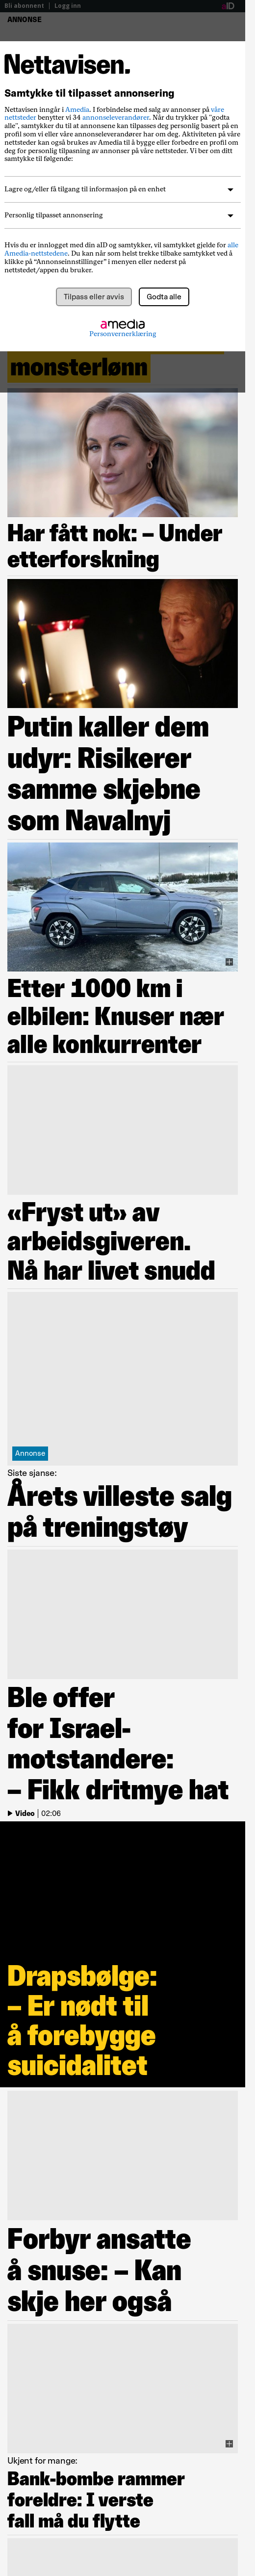 Bli abonnent | Logg inn
aID
ANNONSE
Nettavisen.
Samtykke til tilpasset annonsering
Nettavisen inngår i Amedia. I forbindelse med salg av annonser på våre
nettsteder benytter vi 34 annonseleverandører. Når du trykker på "godta
alle", samtykker du til at annonsene kan tilpasses deg personlig basert på en
profil vi eller våre annonseleverandører har om deg. Aktiviteten på våre
nettsteder kan også brukes av Amedia til å bygge eller forbedre en profil om
deg for personlig tilpasning av annonser på våre nettsteder. Vi ber om ditt
samtykke til følgende:
Lagre og/eller få tilgang til informasjon på en enhet
Personlig tilpasset annonsering
Hvis du er innlogget med din aID og samtykker, vil samtykket gjelde for alle
Amedia-nettstedene. Du kan når som helst trekke tilbake samtykket ved å
klikke på “Annonseinnstillinger” i menyen eller nederst på
nettstedet/appen du bruker.
Tilpass eller avvis
Godta alle
amedia
Personvernerklæring
monsterlønn
Har fått nok: – Under
etterforskning
Putin kaller dem
udyr: Risikerer
samme skjebne
som Navalnyj
Etter 1000 km i
elbilen: Knuser nær
alle konkurrenter
«Fryst ut» av
arbeidsgiveren.
Nå har livet snudd
Annonse
Siste sjanse:
Årets villeste salg
på treningstøy
Ble offer
for Israel-
motstandere:
– Fikk dritmye hat
Video | 02:06
Drapsbølge:
– Er nødt til
å forebygge
suicidalitet
Forbyr ansatte
å snuse: – Kan
skje her også
Ukjent for mange:
Bank-bombe rammer
foreldre: I verste
fall må du flytte